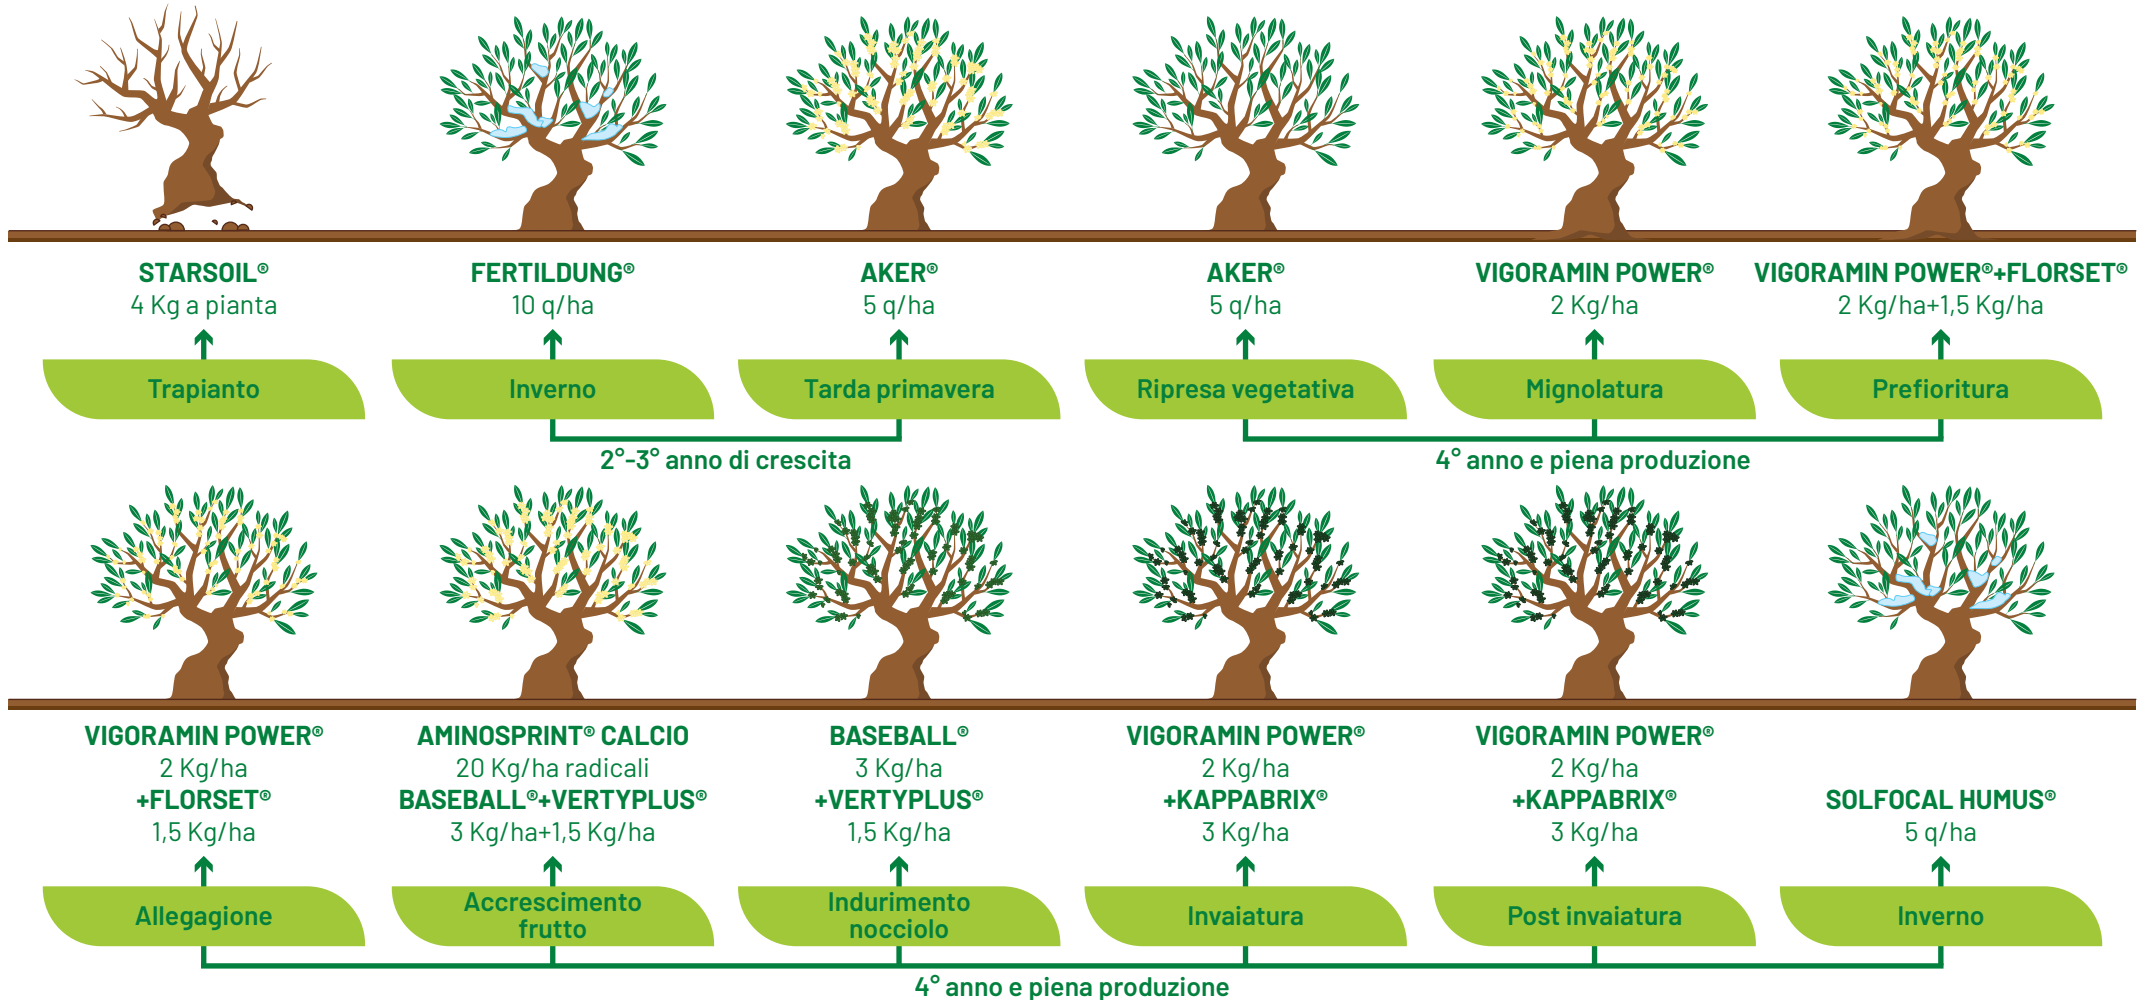 STARSOIL®
4 Kg a pianta
Trapianto
FERTILDUNG®
10 q/ha
Inverno
AKER®
5 q/ha
Tarda primavera
2°-3° anno di crescita
AKER®
5 q/ha
Ripresa vegetativa
VIGORAMIN POWER®
2 Kg/ha
Mignolatura
VIGORAMIN POWER®+FLORSET®
2 Kg/ha+1,5 Kg/ha
Prefioritura
4° anno e piena produzione
VIGORAMIN POWER®
2 Kg/ha
+FLORSET®
1,5 Kg/ha
Allegagione
AMINOSPRINT® CALCIO
20 Kg/ha radicali
BASEBALL®+VERTYPLUS®
3 Kg/ha+1,5 Kg/ha
Accrescimento
frutto
BASEBALL®
3 Kg/ha
+VERTYPLUS®
1,5 Kg/ha
Indurimento
nocciolo
VIGORAMIN POWER®
2 Kg/ha
+KAPPABRIX®
3 Kg/ha
Invaiatura
VIGORAMIN POWER®
2 Kg/ha
+KAPPABRIX®
3 Kg/ha
Post invaiatura
SOLFOCAL HUMUS®
5 q/ha
Inverno
4° anno e piena produzione